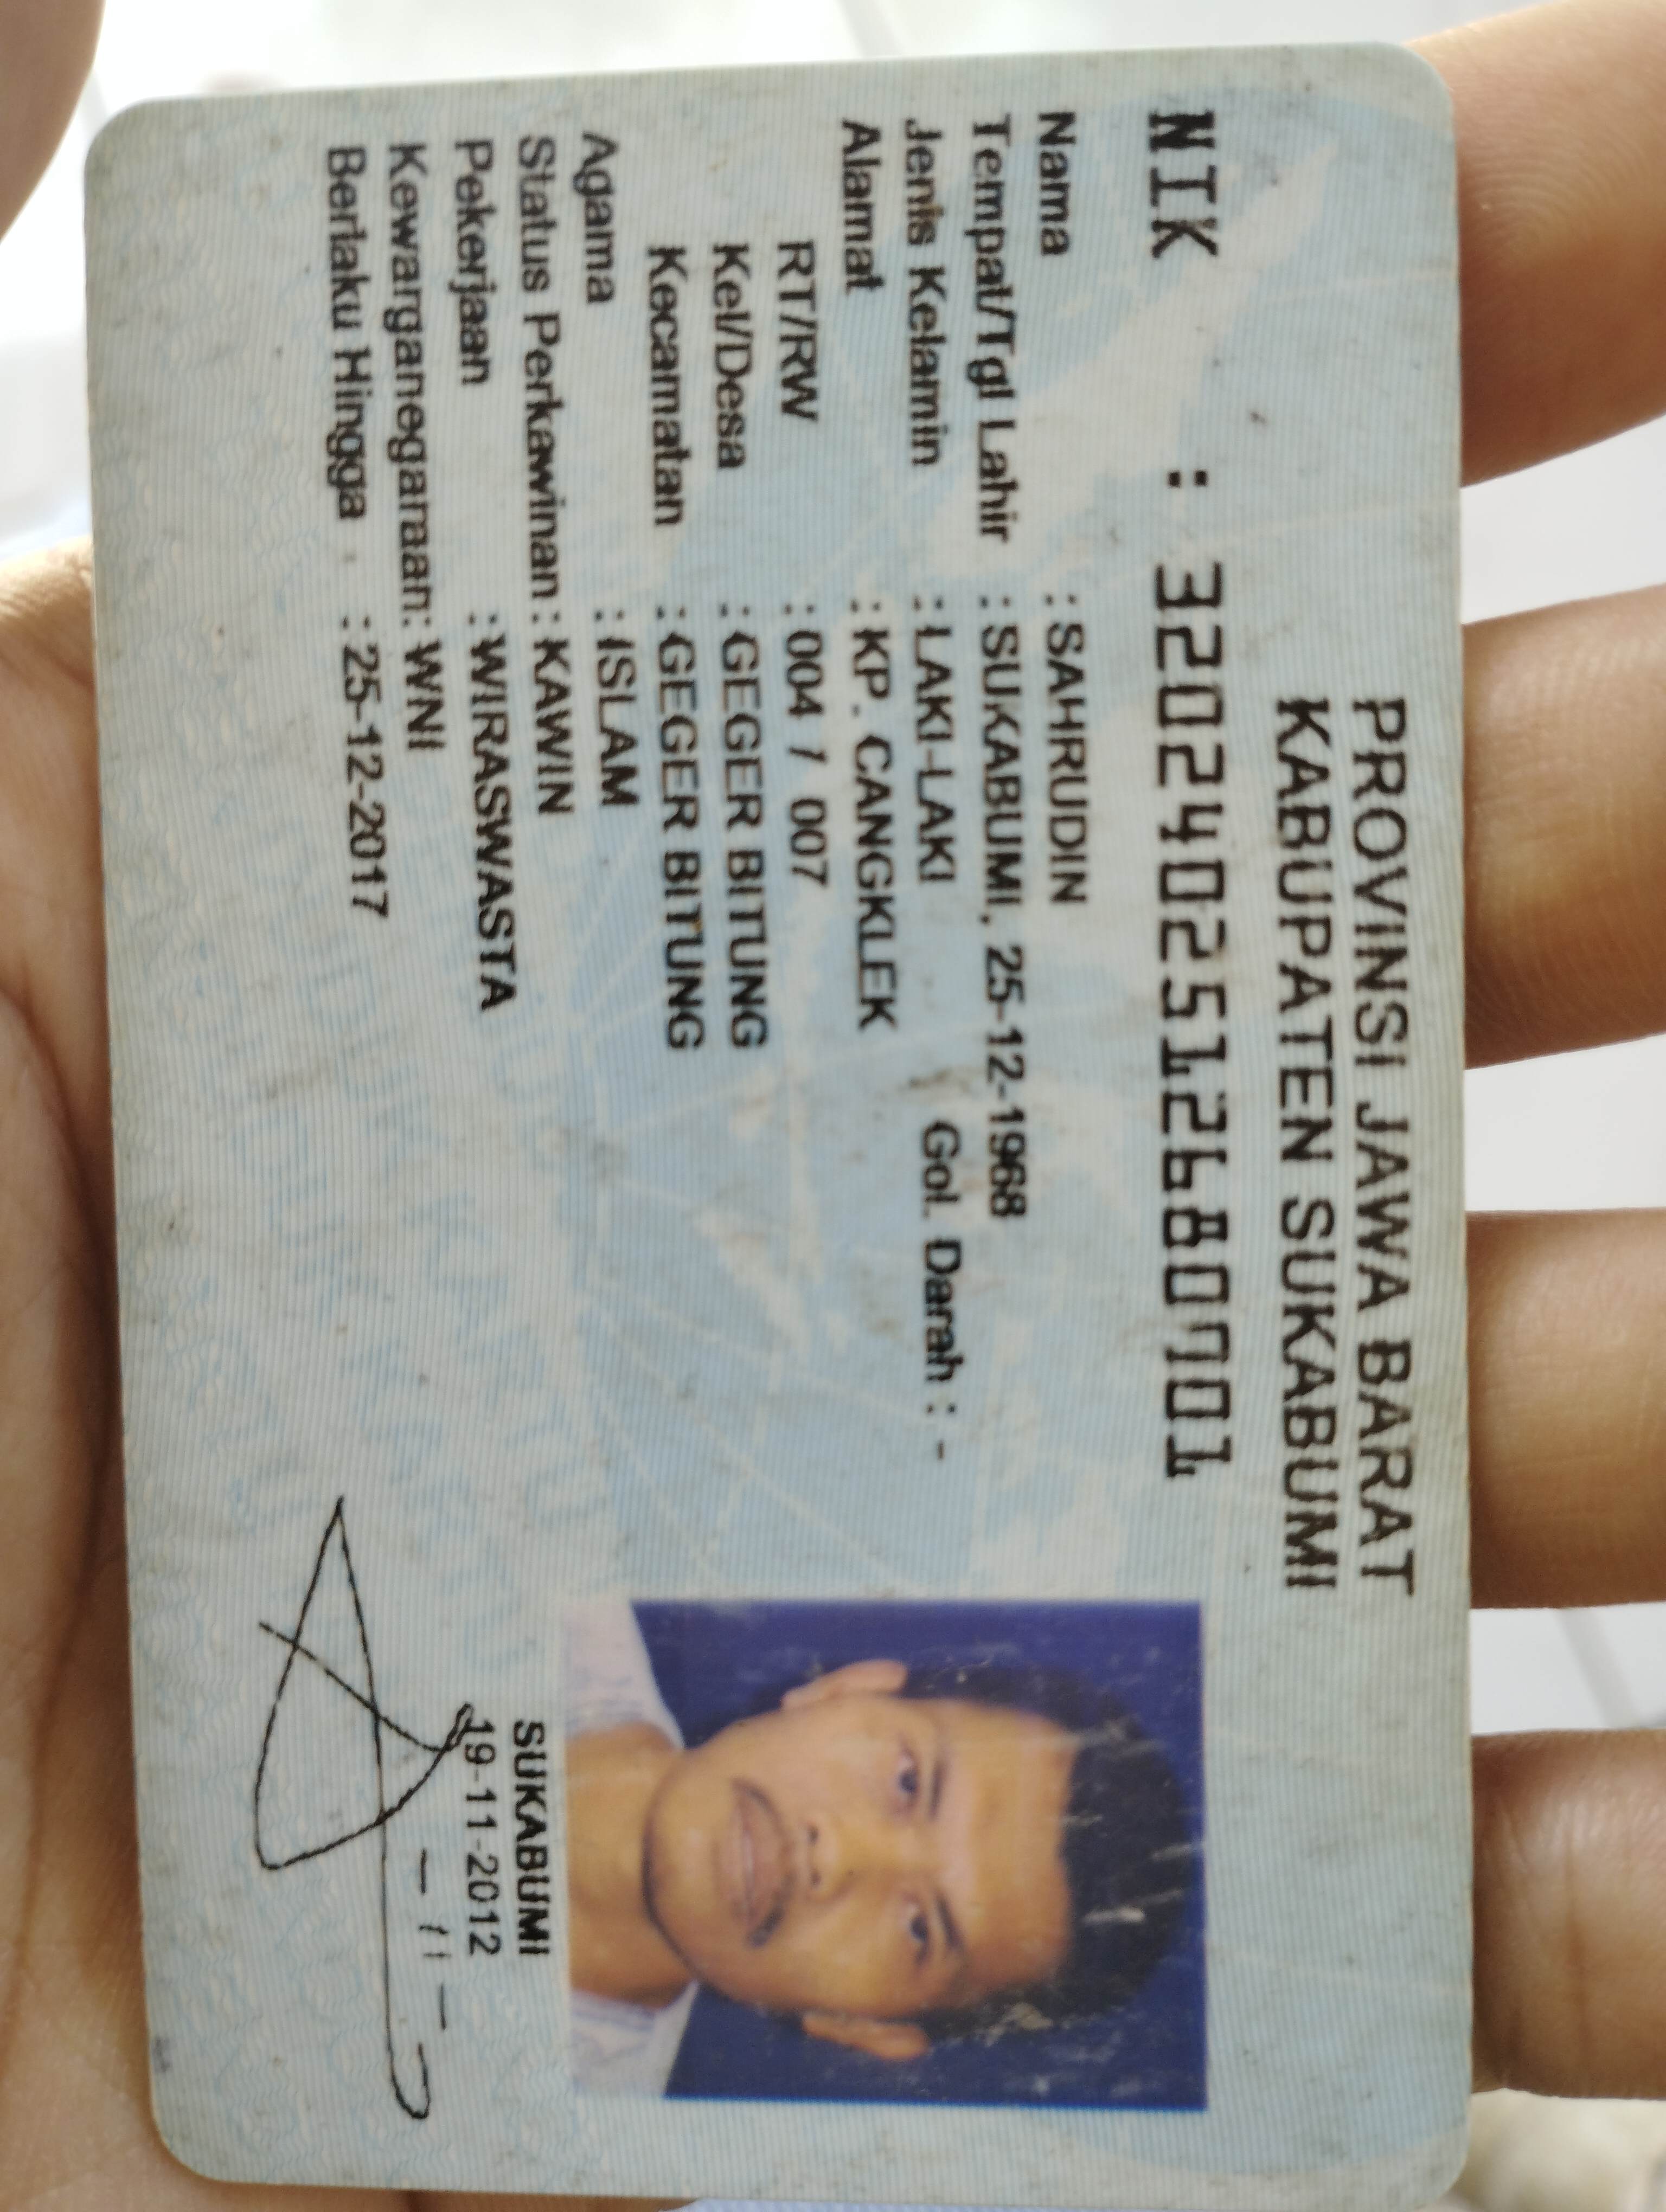 PROVINSI JAWA BARAT
KABUPATEN SUKABUMI
NIK : 3202402512680001
Nama : SAHRUDIN
Tempat/Tgl Lahir : SUKABUMI, 25-12-1968
Jenis Kelamin : LAKI-LAKI Gol. Darah : -
Alamat : KP. CANGKLEK
RT/RW : 004 / 007
Kel/Desa : GEGER BITUNG
Kecamatan : GEGER BITUNG
Agama : ISLAM
Status Perkawinan : KAWIN
Pekerjaan : WIRASWASTA
Kewarganegaraan : WNI
Berlaku Hingga : 25-12-2017
SUKABUMI
19-11-2012